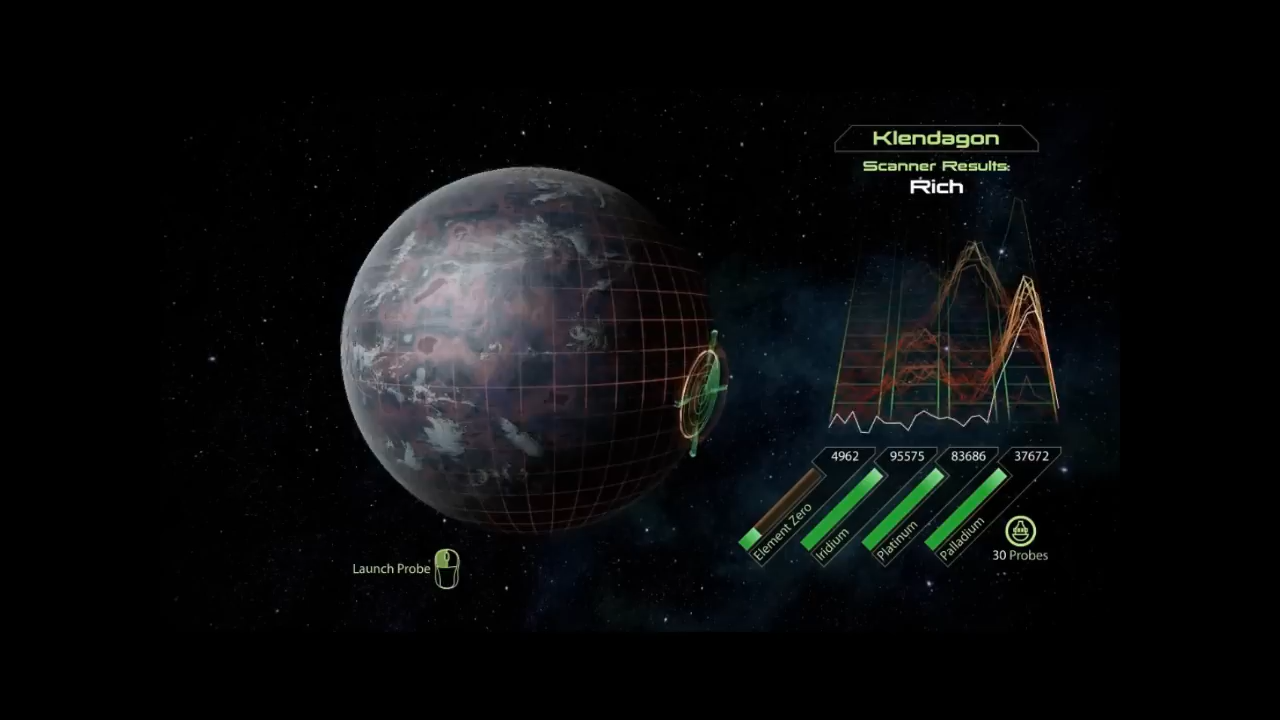 Klendagon
Scanner Results:
Rich
4962 95575 83686 37672
Element Zero
Iridium
Platinum
Palladium
30 Probes
Launch Probe